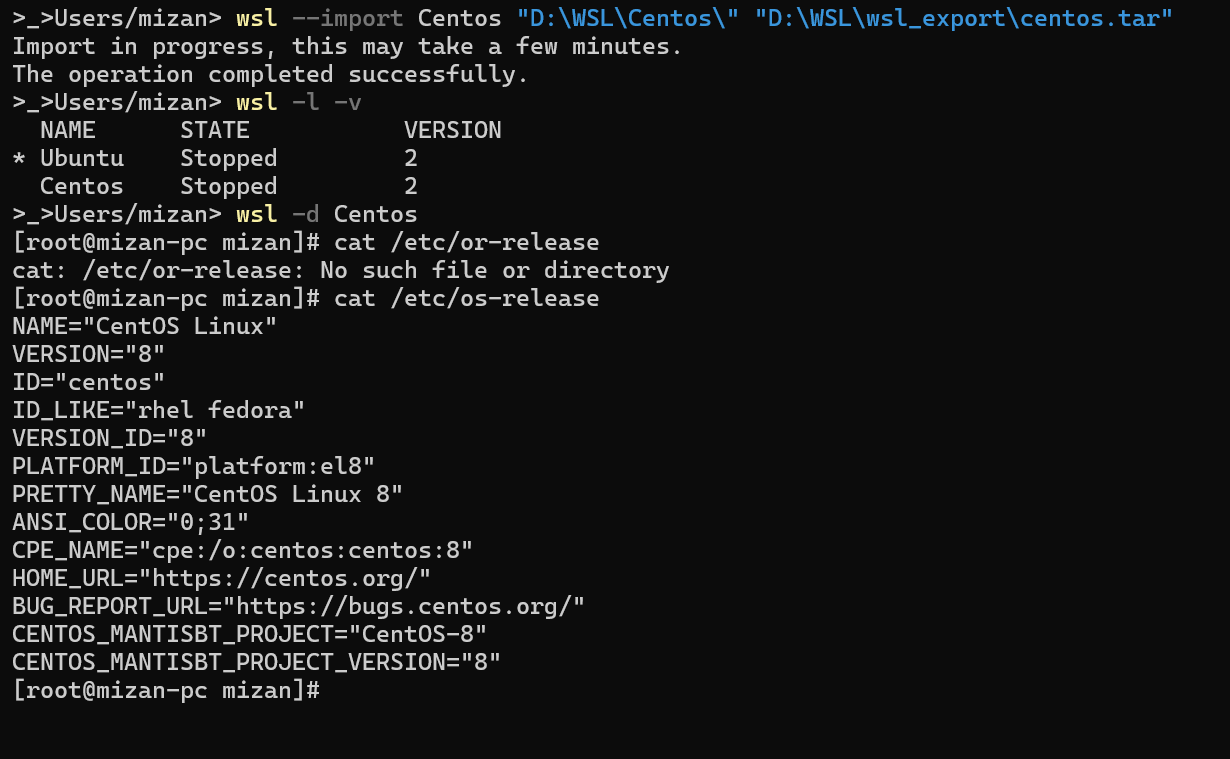 >_>Users/mizan> wsl --import Centos "D:\WSL\Centos\" "D:\WSL\wsl_export\centos.tar"
Import in progress, this may take a few minutes.
The operation completed successfully.
>_>Users/mizan> wsl -l -v
  NAME      STATE           VERSION
* Ubuntu    Stopped         2
  Centos    Stopped         2
>_>Users/mizan> wsl -d Centos
[root@mizan-pc mizan]# cat /etc/or-release
cat: /etc/or-release: No such file or directory
[root@mizan-pc mizan]# cat /etc/os-release
NAME="CentOS Linux"
VERSION="8"
ID="centos"
ID_LIKE="rhel fedora"
VERSION_ID="8"
PLATFORM_ID="platform:el8"
PRETTY_NAME="CentOS Linux 8"
ANSI_COLOR="0;31"
CPE_NAME="cpe:/o:centos:centos:8"
HOME_URL="https://centos.org/"
BUG_REPORT_URL="https://bugs.centos.org/"
CENTOS_MANTISBT_PROJECT="CentOS-8"
CENTOS_MANTISBT_PROJECT_VERSION="8"
[root@mizan-pc mizan]#